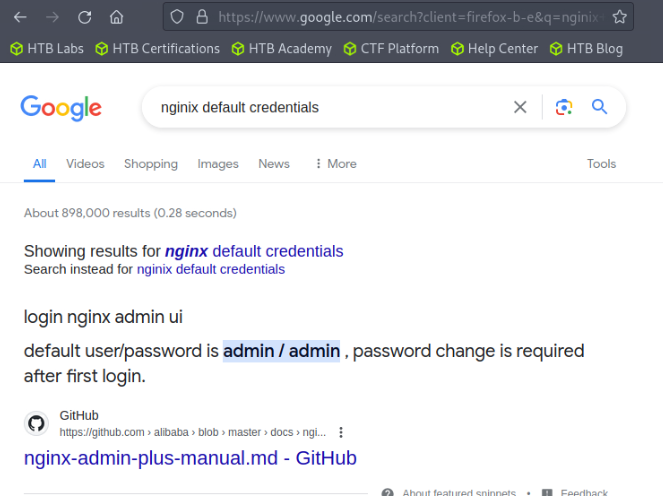 https://www.google.com/search?client=firefox-b-e&q=nginix
HTB Labs HTB Certifications HTB Academy CTF Platform Help Center HTB Blog
Google nginix default credentials
All Videos Shopping Images News More Tools
About 898,000 results (0.28 seconds)
Showing results for nginx default credentials
Search instead for nginix default credentials
login nginx admin ui
default user/password is admin / admin , password change is required
after first login.
GitHub
https://github.com › alibaba › blob › master › docs › ngi...
nginx-admin-plus-manual.md - GitHub
About featured snippets • Feedback